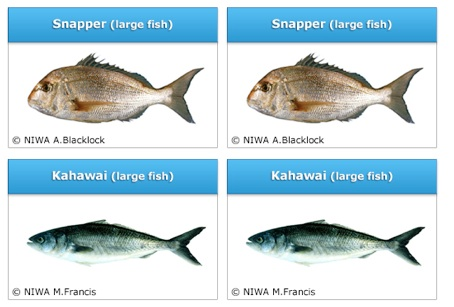 Snapper (large fish)
Snapper (large fish)
© NIWA A.Blacklock
© NIWA A.Blacklock
Kahawai (large fish)
Kahawai (large fish)
© NIWA M.Francis
© NIWA M.Francis